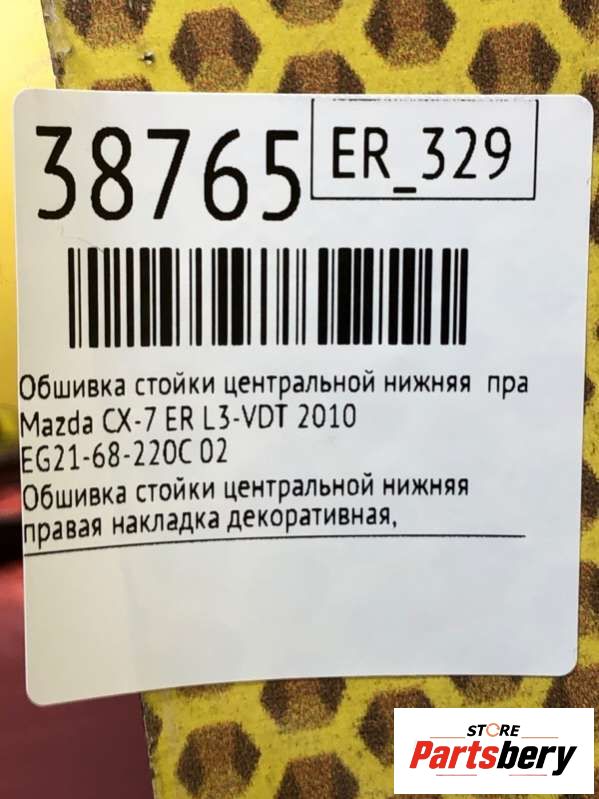 38765
ER_329
Обшивка стойки центральной нижняя пра
Mazda CX-7 ER L3-VDT 2010
EG21-68-220C 02
Обшивка стойки центральной нижняя
правая накладка декоративная,
STORE
Partsbery